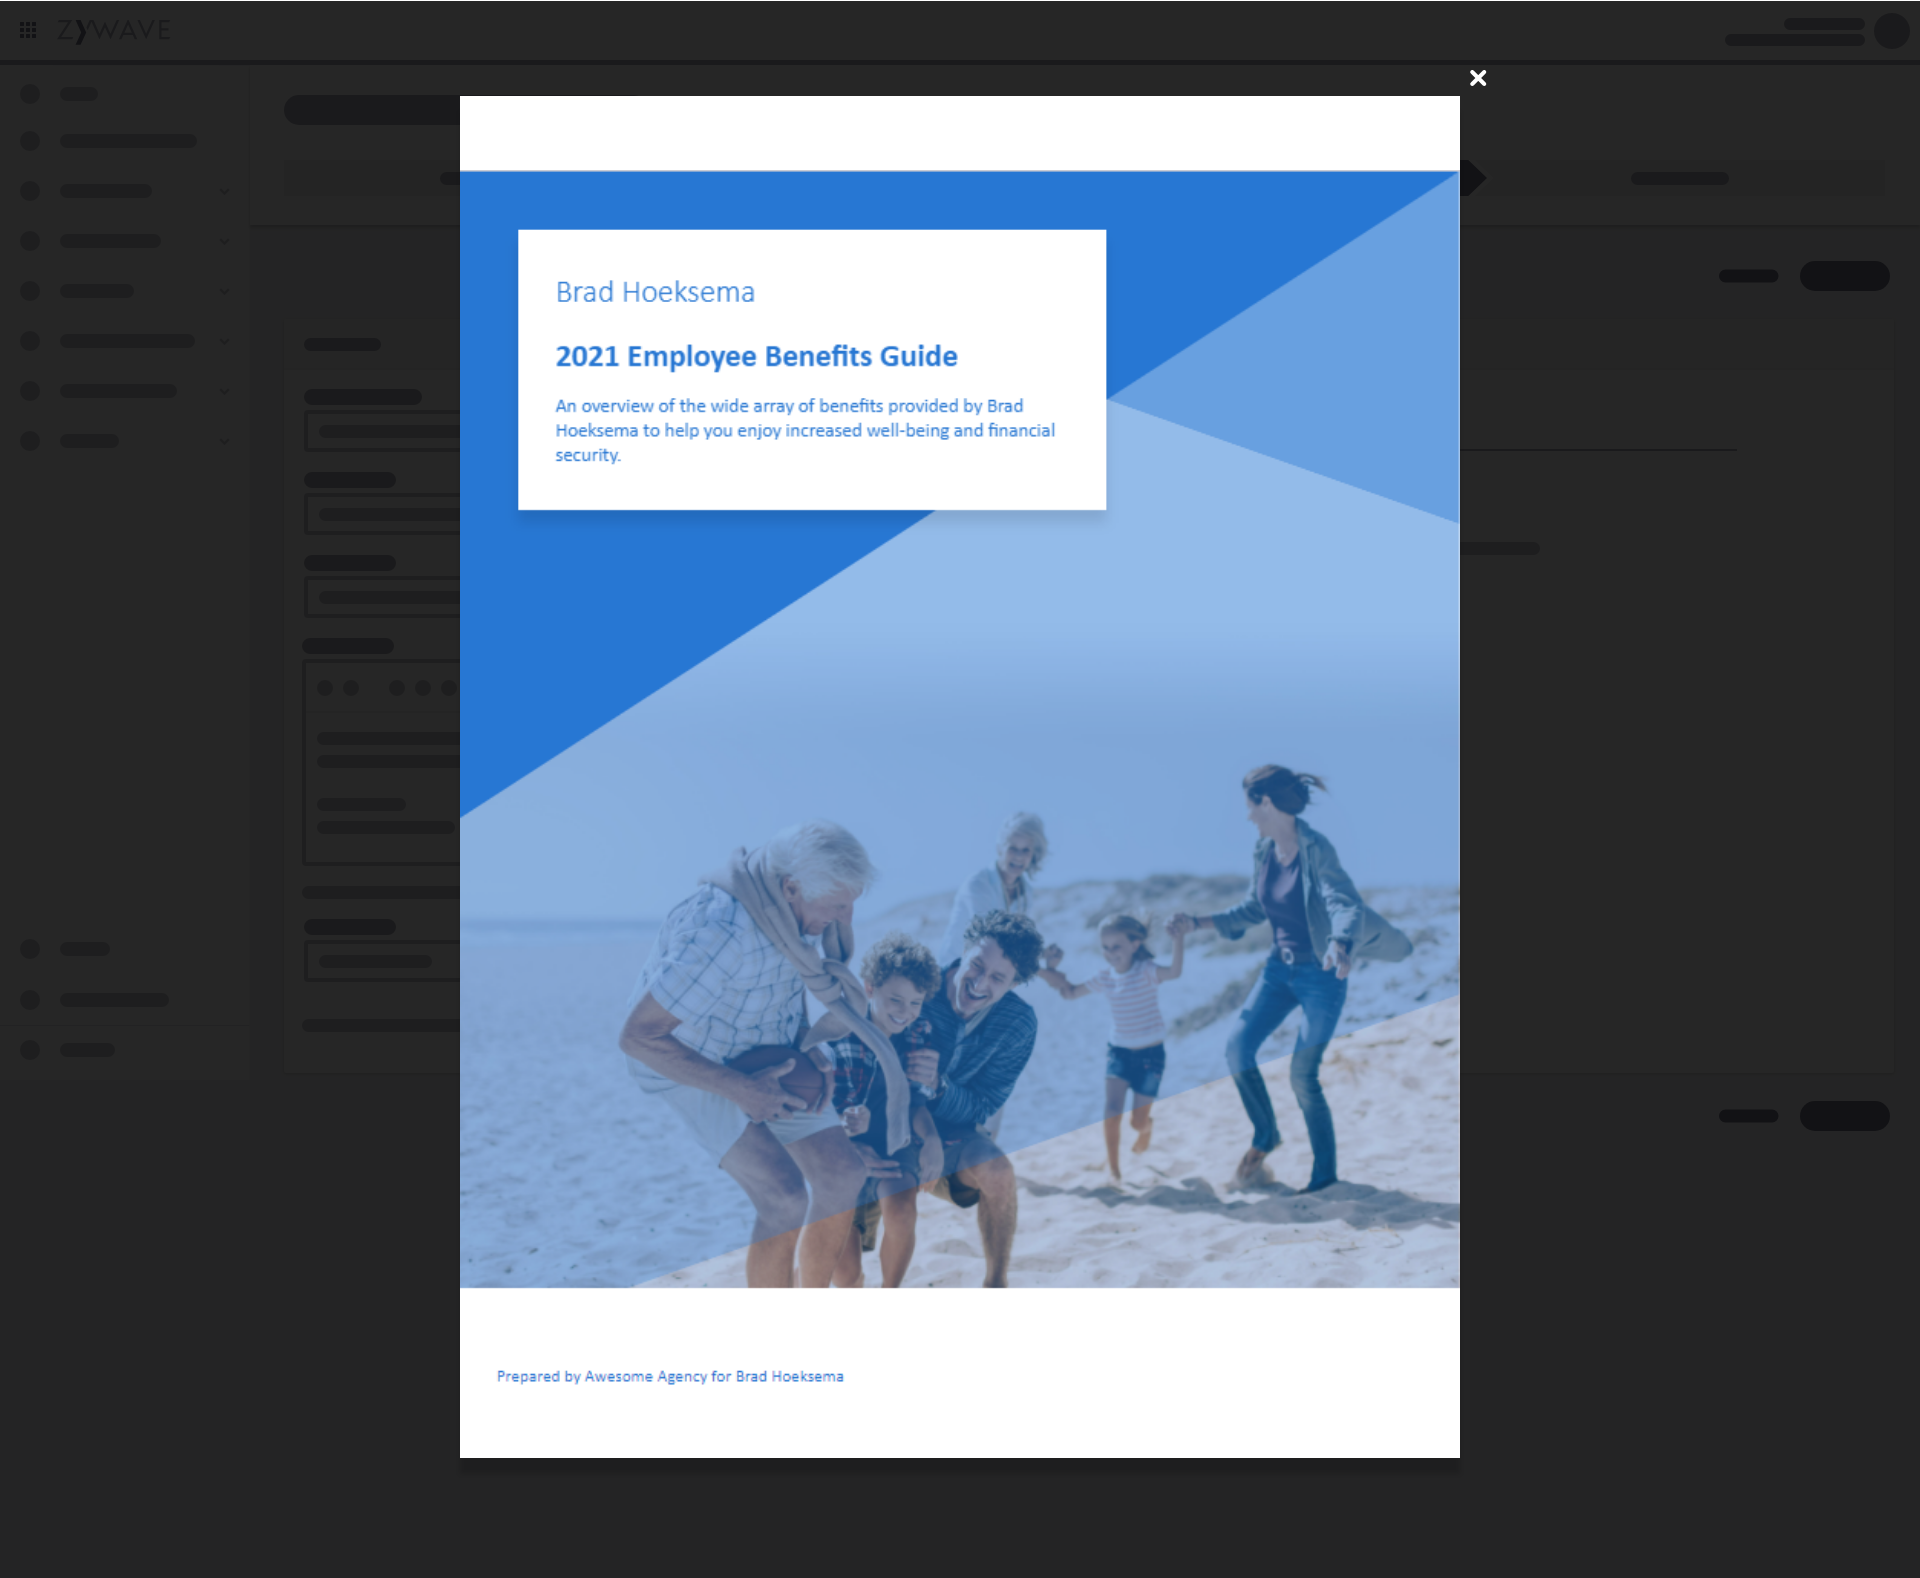 ZYWAVE
Brad Hoeksema
2021 Employee Benefits Guide
An overview of the wide array of benefits provided by Brad
Hoeksema to help you enjoy increased well-being and financial
security.
Prepared by Awesome Agency for Brad Hoeksema